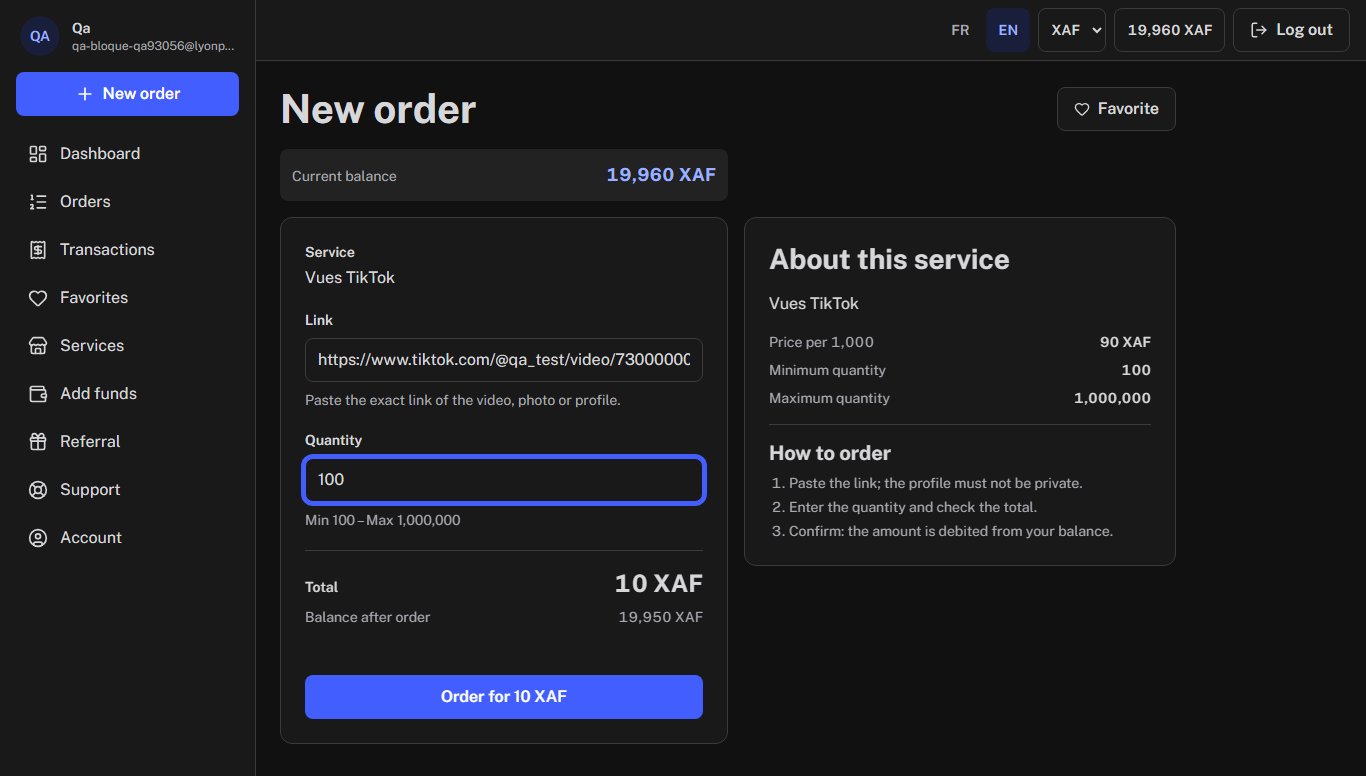 QA
Qa
qa-bloque-qa93056@lyonp...
New order
Dashboard
Orders
Transactions
Favorites
Services
Add funds
Referral
Support
Account
FR
EN
XAF
19,960 XAF
Log out
New order
Favorite
Current balance
19,960 XAF
Service
Vues TikTok
Link
https://www.tiktok.com/@qa_test/video/7300000
Paste the exact link of the video, photo or profile.
Quantity
100
Min 100 – Max 1,000,000
Total
10 XAF
Balance after order
19,950 XAF
Order for 10 XAF
About this service
Vues TikTok
Price per 1,000
90 XAF
Minimum quantity
100
Maximum quantity
1,000,000
How to order
1. Paste the link; the profile must not be private.
2. Enter the quantity and check the total.
3. Confirm: the amount is debited from your balance.